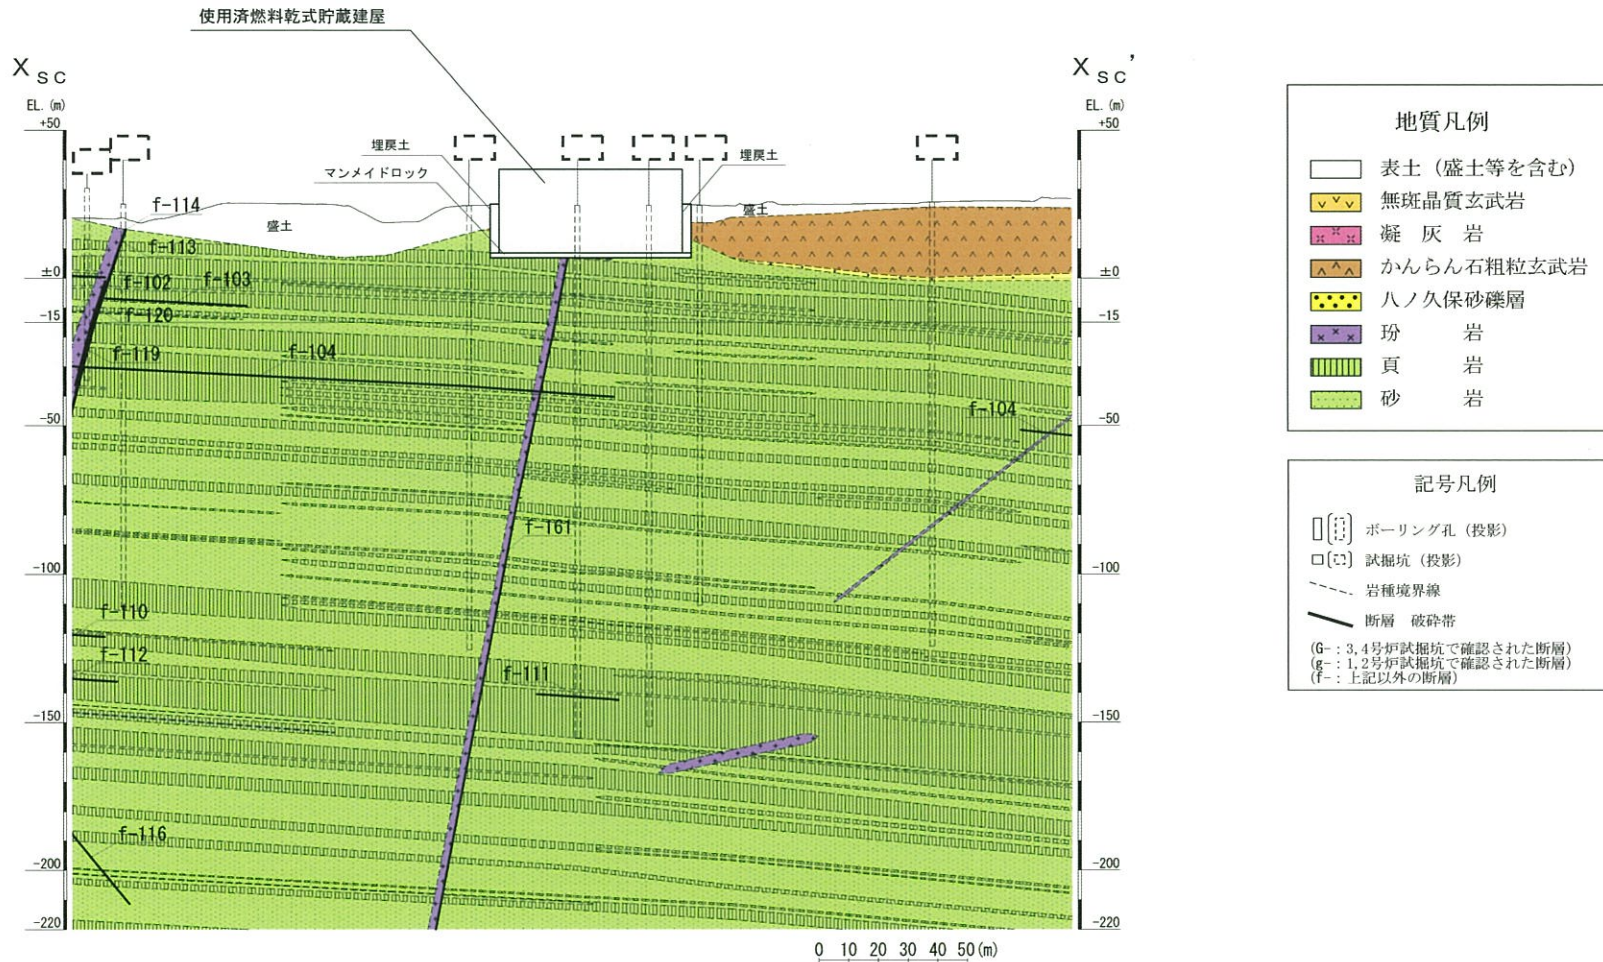 使用済燃料乾式貯蔵建屋
X SC
X SC'
EL. (m)
EL. (m)
+50
+50
±0
±0
-15
-15
-50
-50
-100
-100
-150
-150
-200
-200
-220
-220
埋戻土
マンメイドロック
埋戻土
盛土
盛土
f-114
f-113
f-102
f-103
f-120
f-119
f-104
f-104
f-161
f-110
f-112
f-111
f-116
0 10 20 30 40 50(m)
地質凡例
表土（盛土等を含む）
無斑晶質玄武岩
凝 灰 岩
かんらん石粗粒玄武岩
八ノ久保砂礫層
玢 岩
頁 岩
砂 岩
記号凡例
ボーリング孔（投影）
試掘坑（投影）
岩種境界線
断層 破砕帯
(G-：3,4号炉試掘坑で確認された断層)
(g-：1,2号炉試掘坑で確認された断層)
(f-：上記以外の断層)